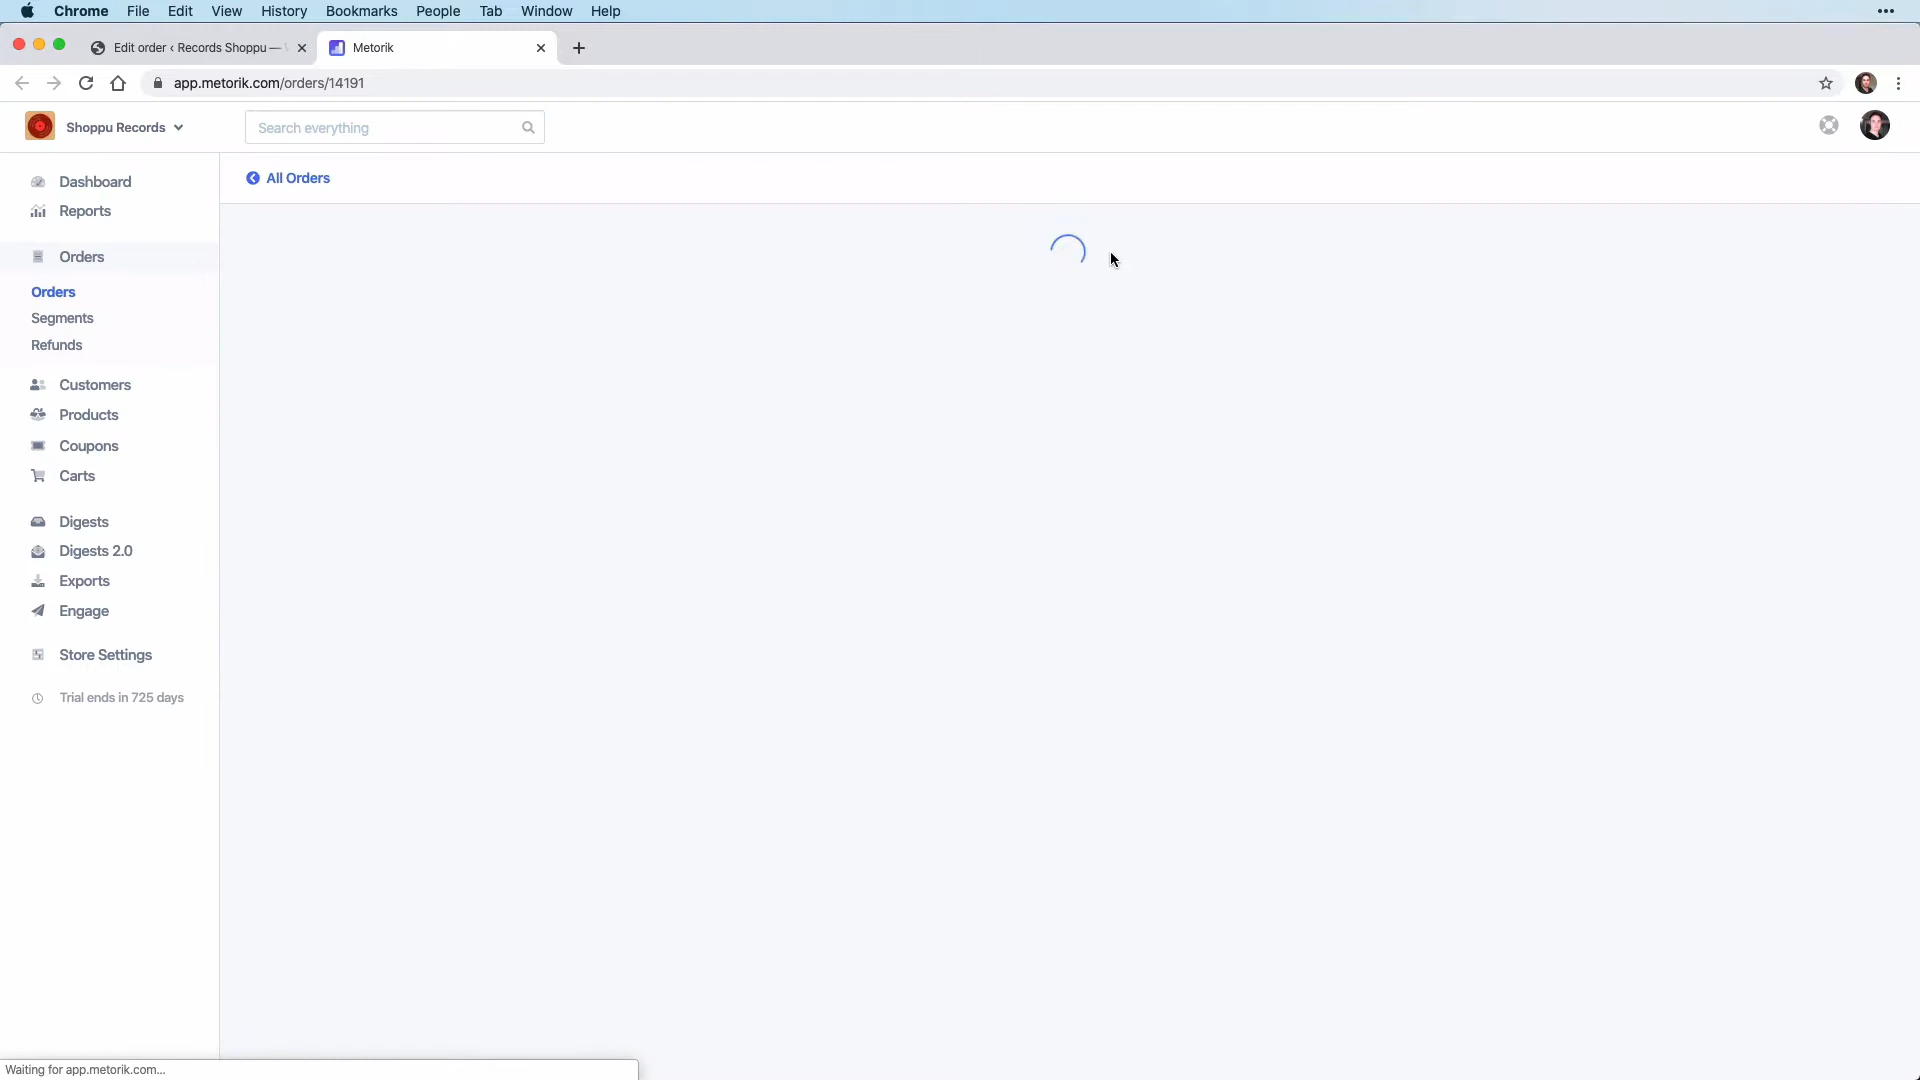 Chrome File Edit View History Bookmarks People Tab Window Help
Edit order ‹ Records Shoppu —
Metorik
app.metorik.com/orders/14191
Shoppu Records
Search everything
All Orders
Dashboard
Reports
Orders
Orders
Segments
Refunds
Customers
Products
Coupons
Carts
Digests
Digests 2.0
Exports
Engage
Store Settings
Trial ends in 725 days
Waiting for app.metorik.com...